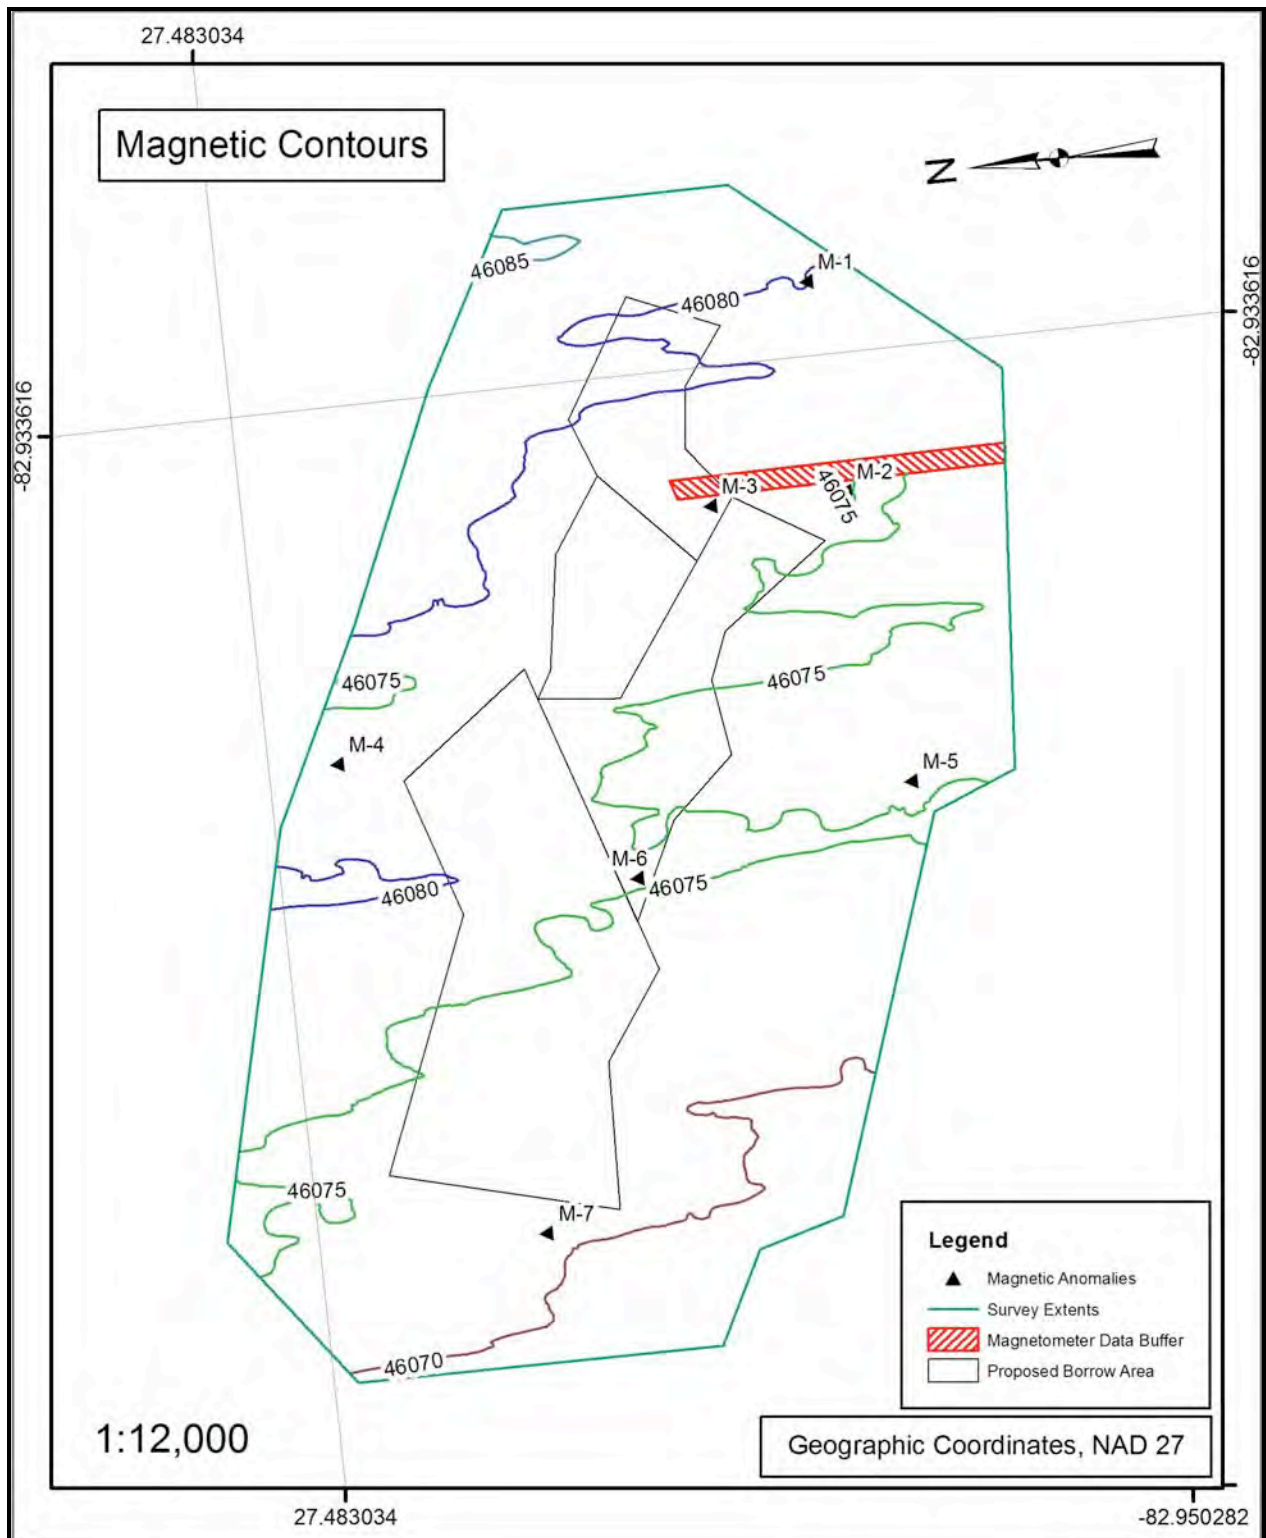 27.483034
Magnetic Contours
N
46085
M-1
46080
-82.933616
-82.933616
M-2
M-3
46075
46075
46075
M-4
M-5
M-6
46075
46080
46075
M-7
46070
Legend
Magnetic Anomalies
Survey Extents
Magnetometer Data Buffer
Proposed Borrow Area
1:12,000
Geographic Coordinates, NAD 27
27.483034
-82.950282